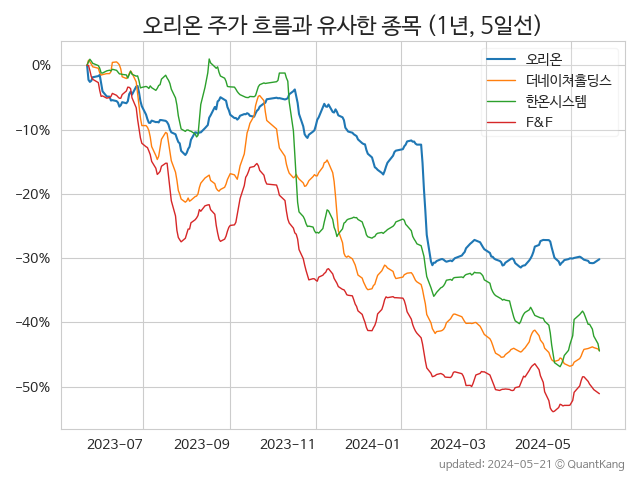 오리온 주가 흐름과 유사한 종목 (1년, 5일선)
오리온
더네이쳐홀딩스
한온시스템
F&F
0%
−10%
−20%
−30%
−40%
−50%
2023-07
2023-09
2023-11
2024-01
2024-03
2024-05
updated: 2024-05-21 © QuantKang